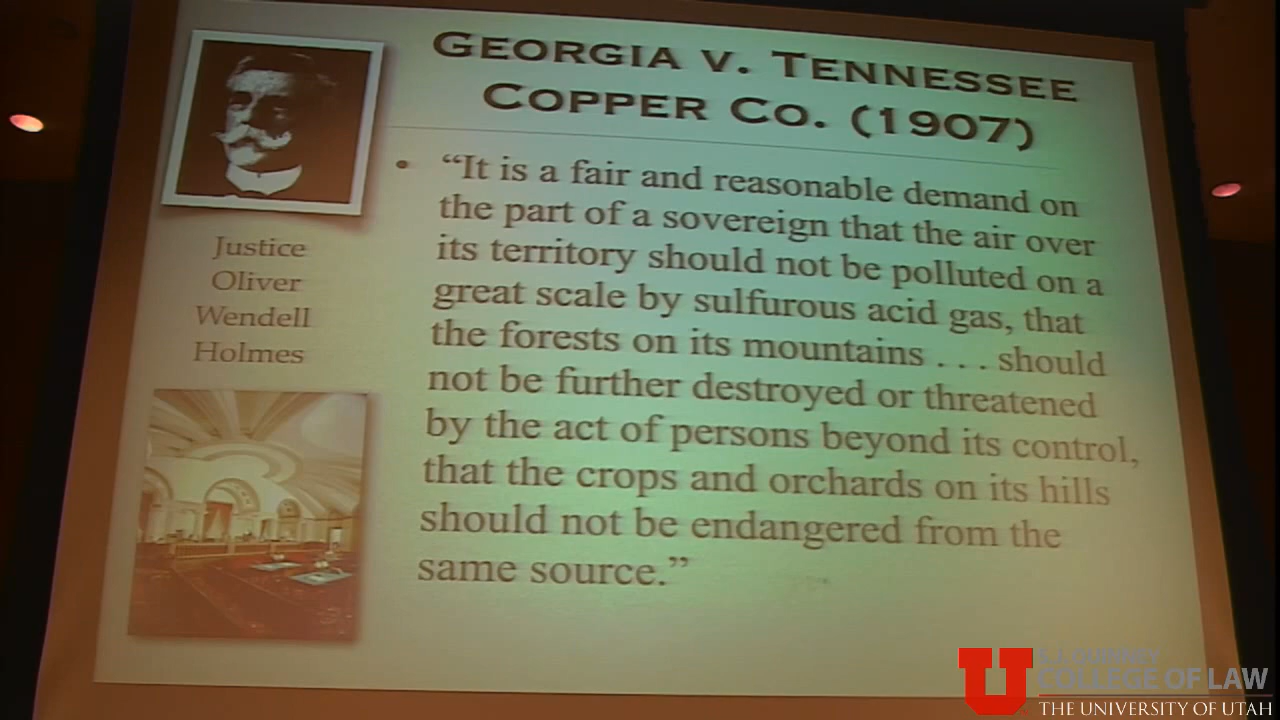 GEORGIA V. TENNESSEE
COPPER CO. (1907)
• “It is a fair and reasonable demand on
the part of a sovereign that the air over
its territory should not be polluted on a
great scale by sulfurous acid gas, that
the forests on its mountains . . . should
not be further destroyed or threatened
by the act of persons beyond its control,
that the crops and orchards on its hills
should not be endangered from the
same source.”
Justice
Oliver
Wendell
Holmes
U
S.J. QUINNEY
COLLEGE OF LAW
THE UNIVERSITY OF UTAH